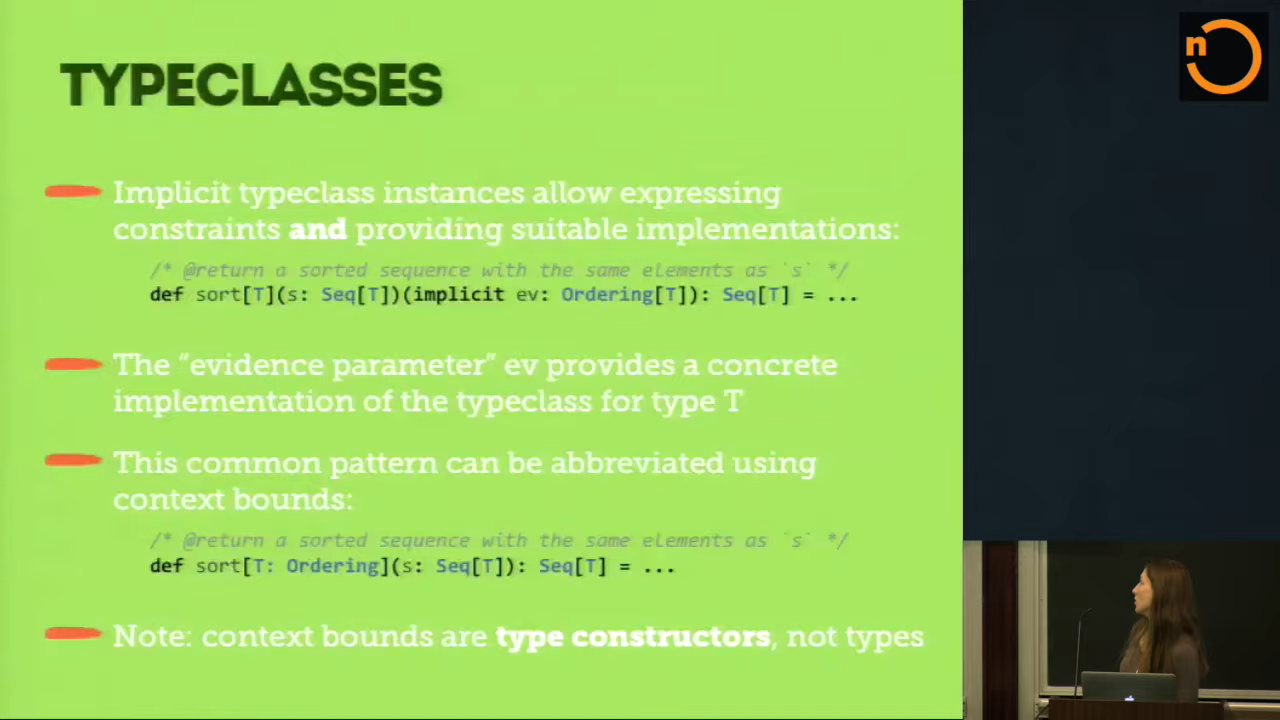 TYPECLASSES
Implicit typeclass instances allow expressing
constraints and providing suitable implementations:
/* @return a sorted sequence with the same elements as `s` */
def sort[T](s: Seq[T])(implicit ev: Ordering[T]): Seq[T] = ...
The “evidence parameter” ev provides a concrete
implementation of the typeclass for type T
This common pattern can be abbreviated using
context bounds:
/* @return a sorted sequence with the same elements as `s` */
def sort[T: Ordering](s: Seq[T]): Seq[T] = ...
Note: context bounds are type constructors, not types
n